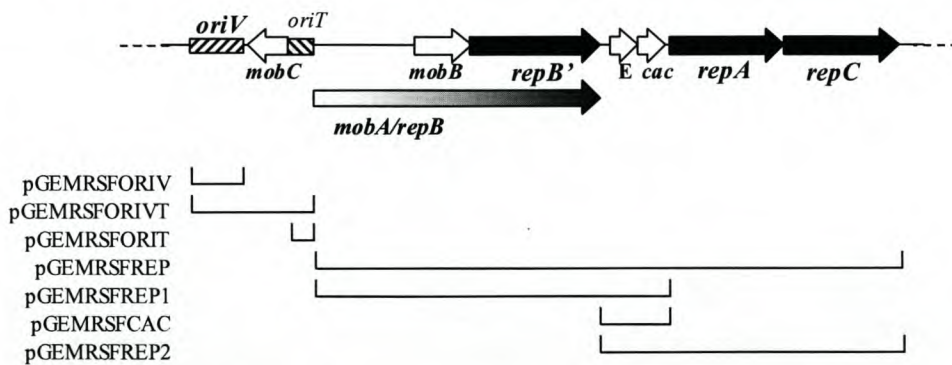 oriV oriT
mobC mobB repB’ E cac repA repC
mobA/repB
pGEMRSFORIV
pGEMRSFORIVT
pGEMRSFORIT
pGEMRSFREP
pGEMRSFREP1
pGEMRSFCAC
pGEMRSFREP2